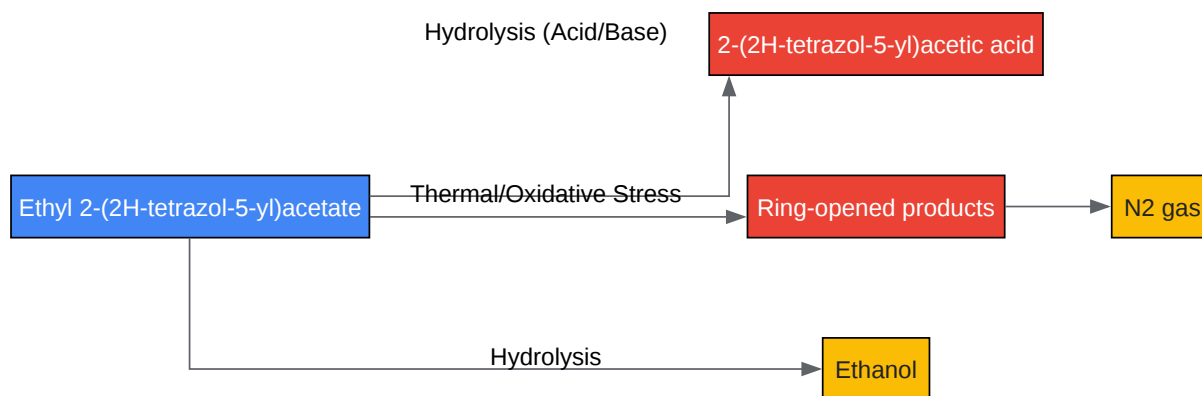 Hydrolysis (Acid/Base)
2-(2H-tetrazol-5-yl)acetic acid
Ethyl 2-(2H-tetrazol-5-yl)acetate
Thermal/Oxidative Stress
Ring-opened products
N2 gas
Hydrolysis
Ethanol